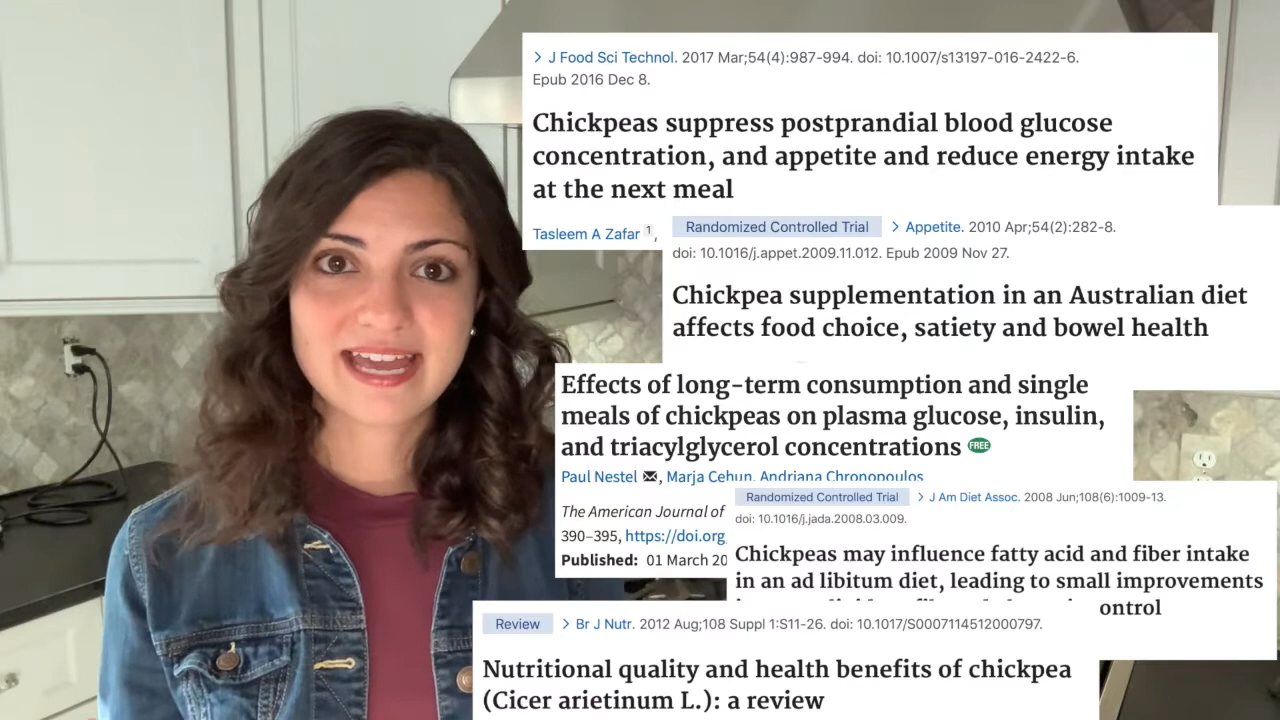 > J Food Sci Technol. 2017 Mar;54(4):987-994. doi: 10.1007/s13197-016-2422-6.
Epub 2016 Dec 8.
Chickpeas suppress postprandial blood glucose
concentration, and appetite and reduce energy intake
at the next meal
Tasleem A Zafar 1,
Randomized Controlled Trial > Appetite. 2010 Apr;54(2):282-8.
doi: 10.1016/j.appet.2009.11.012. Epub 2009 Nov 27.
Chickpea supplementation in an Australian diet
affects food choice, satiety and bowel health
Effects of long-term consumption and single
meals of chickpeas on plasma glucose, insulin,
and triacylglycerol concentrations FREE
Paul Nestel, Marja Cehun, Andriana Chronopoulos
The American Journal of
390–395, https://doi.org
Published: 01 March 20
Randomized Controlled Trial > J Am Diet Assoc. 2008 Jun;108(6):1009-13.
doi: 10.1016/j.jada.2008.03.009.
Chickpeas may influence fatty acid and fiber intake
in an ad libitum diet, leading to small improvements
ontrol
Review > Br J Nutr. 2012 Aug;108 Suppl 1:S11-26. doi: 10.1017/S0007114512000797.
Nutritional quality and health benefits of chickpea
(Cicer arietinum L.): a review